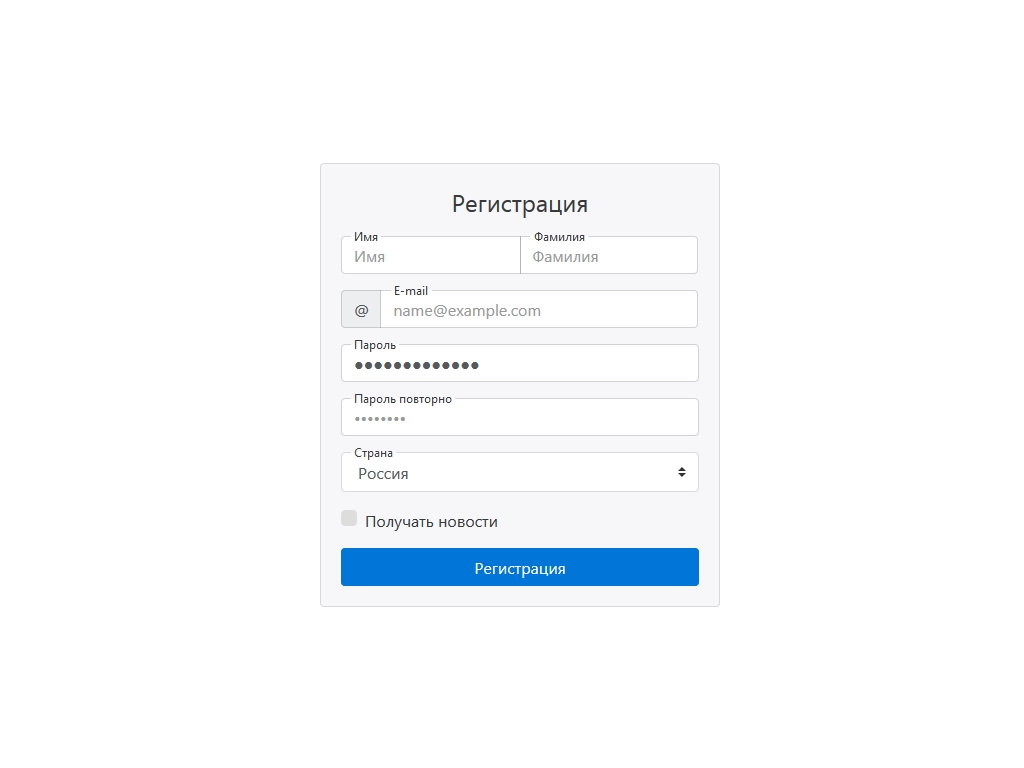 Регистрация
Имя Фамилия
Имя Фамилия
E-mail
@ name@example.com
Пароль
●●●●●●●●●●●●●
Пароль повторно
••••••••
Страна
Россия
Получать новости
Регистрация